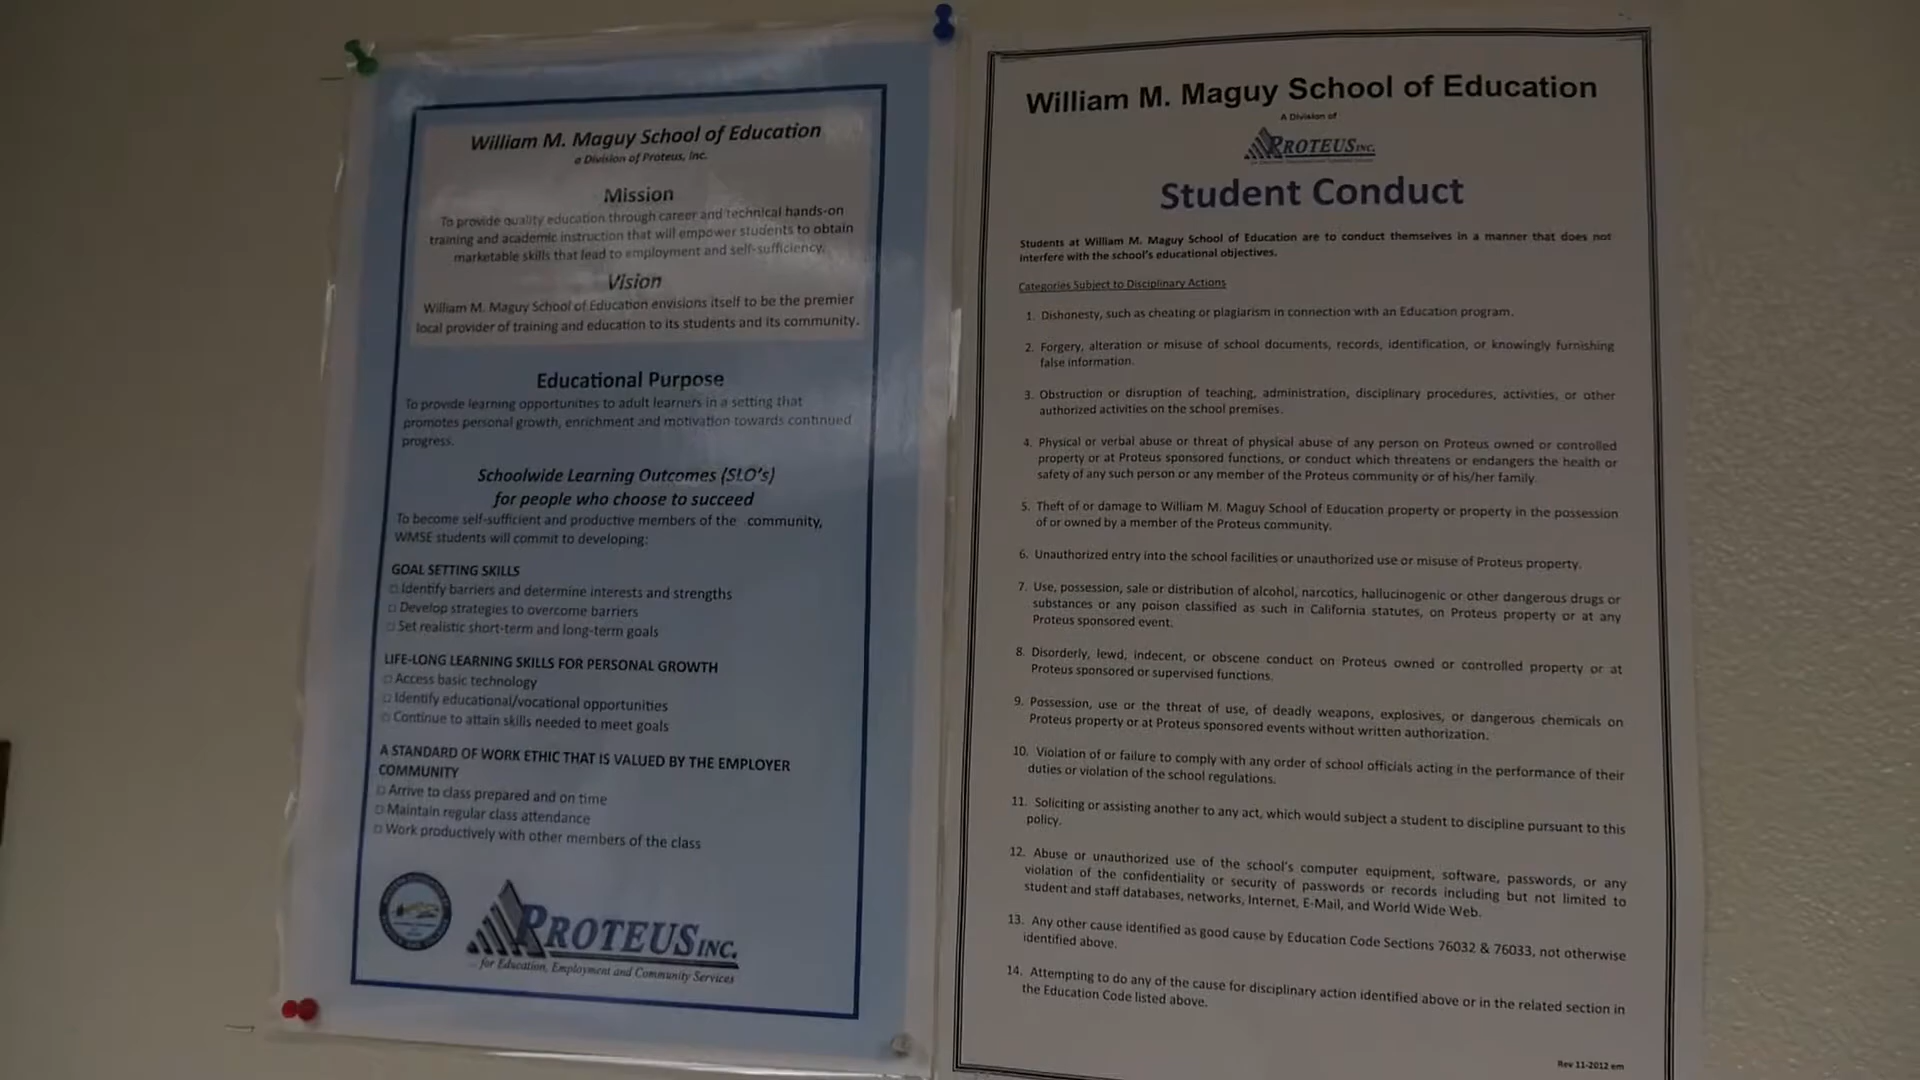 William M. Maguy School of Education
a Division of Proteus, Inc.
Mission
To provide quality education through career and technical hands-on
training and academic instruction that will empower students to obtain
marketable skills that lead to employment and self-sufficiency.
Vision
William M. Maguy School of Education envisions itself to be the premier
local provider of training and education to its students and its community.
Educational Purpose
To provide learning opportunities to adult learners in a setting that
promotes personal growth, enrichment and motivation towards continued
progress.
Schoolwide Learning Outcomes (SLO's)
for people who choose to succeed
To become self-sufficient and productive members of the community,
WMSE students will commit to developing:
GOAL SETTING SKILLS
□ Identify barriers and determine interests and strengths
□ Develop strategies to overcome barriers
□ Set realistic short-term and long-term goals
LIFE-LONG LEARNING SKILLS FOR PERSONAL GROWTH
□ Access basic technology
□ Identify educational/vocational opportunities
□ Continue to attain skills needed to meet goals
A STANDARD OF WORK ETHIC THAT IS VALUED BY THE EMPLOYER
COMMUNITY
□ Arrive to class prepared and on time
□ Maintain regular class attendance
□ Work productively with other members of the class
PROTEUS INC.
for Education, Employment and Community Services
William M. Maguy School of Education
A Division of
PROTEUS INC.
Student Conduct
Students at William M. Maguy School of Education are to conduct themselves in a manner that does not
interfere with the school's educational objectives.
Categories Subject to Disciplinary Actions
1. Dishonesty, such as cheating or plagiarism in connection with an Education program.
2. Forgery, alteration or misuse of school documents, records, identification, or knowingly furnishing
false information.
3. Obstruction or disruption of teaching, administration, disciplinary procedures, activities, or other
authorized activities on the school premises.
4. Physical or verbal abuse or threat of physical abuse of any person on Proteus owned or controlled
property or at Proteus sponsored functions, or conduct which threatens or endangers the health or
safety of any such person or any member of the Proteus community or of his/her family.
5. Theft of or damage to William M. Maguy School of Education property or property in the possession
of or owned by a member of the Proteus community.
6. Unauthorized entry into the school facilities or unauthorized use or misuse of Proteus property.
7. Use, possession, sale or distribution of alcohol, narcotics, hallucinogenic or other dangerous drugs or
substances or any poison classified as such in California statutes, on Proteus property or at any
Proteus sponsored event.
8. Disorderly, lewd, indecent, or obscene conduct on Proteus owned or controlled property or at
Proteus sponsored or supervised functions.
9. Possession, use or the threat of use, of deadly weapons, explosives, or dangerous chemicals on
Proteus property or at Proteus sponsored events without written authorization.
10. Violation of or failure to comply with any order of school officials acting in the performance of their
duties or violation of the school regulations.
11. Soliciting or assisting another to any act, which would subject a student to discipline pursuant to this
policy.
12. Abuse or unauthorized use of the school's computer equipment, software, passwords, or any
violation of the confidentiality or security of passwords or records including but not limited to
student and staff databases, networks, Internet, E-Mail, and World Wide Web.
13. Any other cause identified as good cause by Education Code Sections 76032 & 76033, not otherwise
identified above.
14. Attempting to do any of the cause for disciplinary action identified above or in the related section in
the Education Code listed above.
Rev 11-2012 em